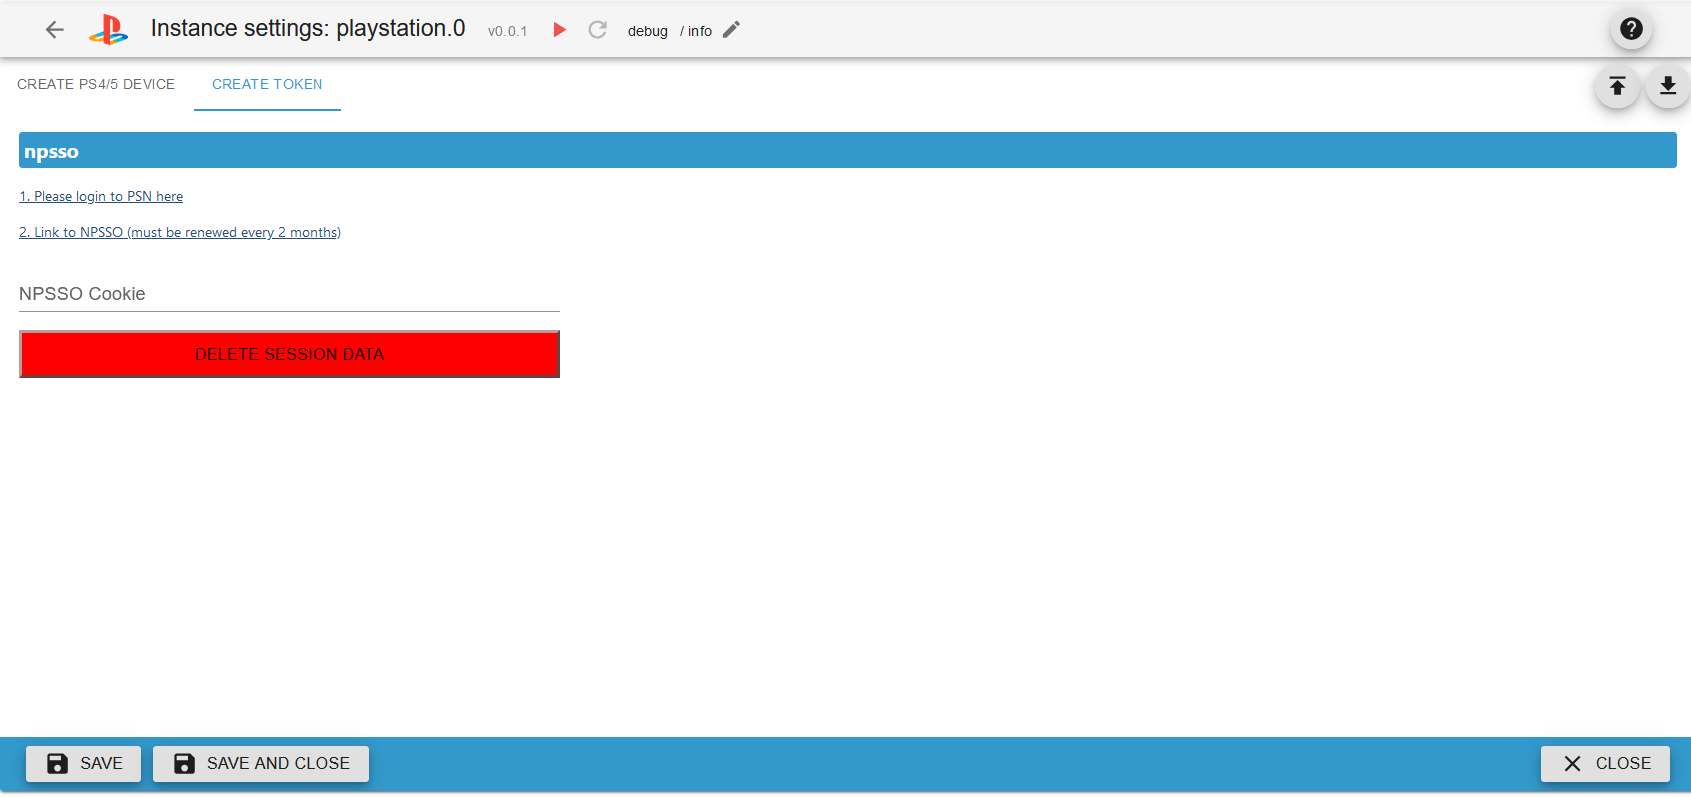 Instance settings: playstation.0 v0.0.1 debug / info
CREATE PS4/5 DEVICE CREATE TOKEN
npsso
1. Please login to PSN here
2. Link to NPSSO (must be renewed every 2 months)
NPSSO Cookie
DELETE SESSION DATA
SAVE SAVE AND CLOSE CLOSE